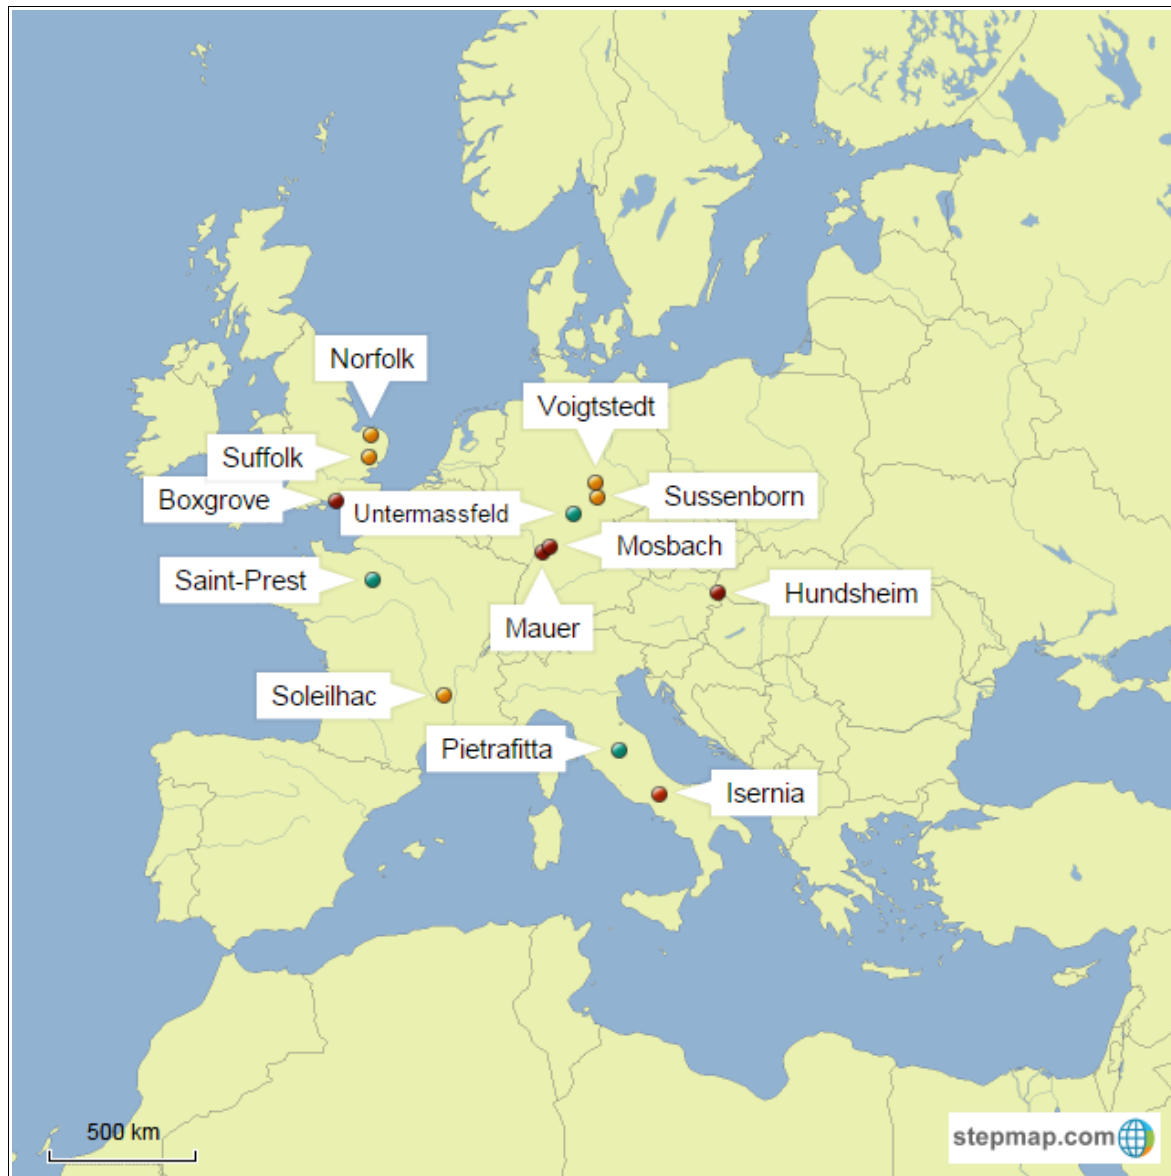 Norfolk
Voigtstedt
Suffolk
Sussenborn
Boxgrove
Untermassfeld
Mosbach
Saint-Prest
Hundsheim
Mauer
Soleilhac
Pietrafitta
Isernia
500 km
stepmap.com